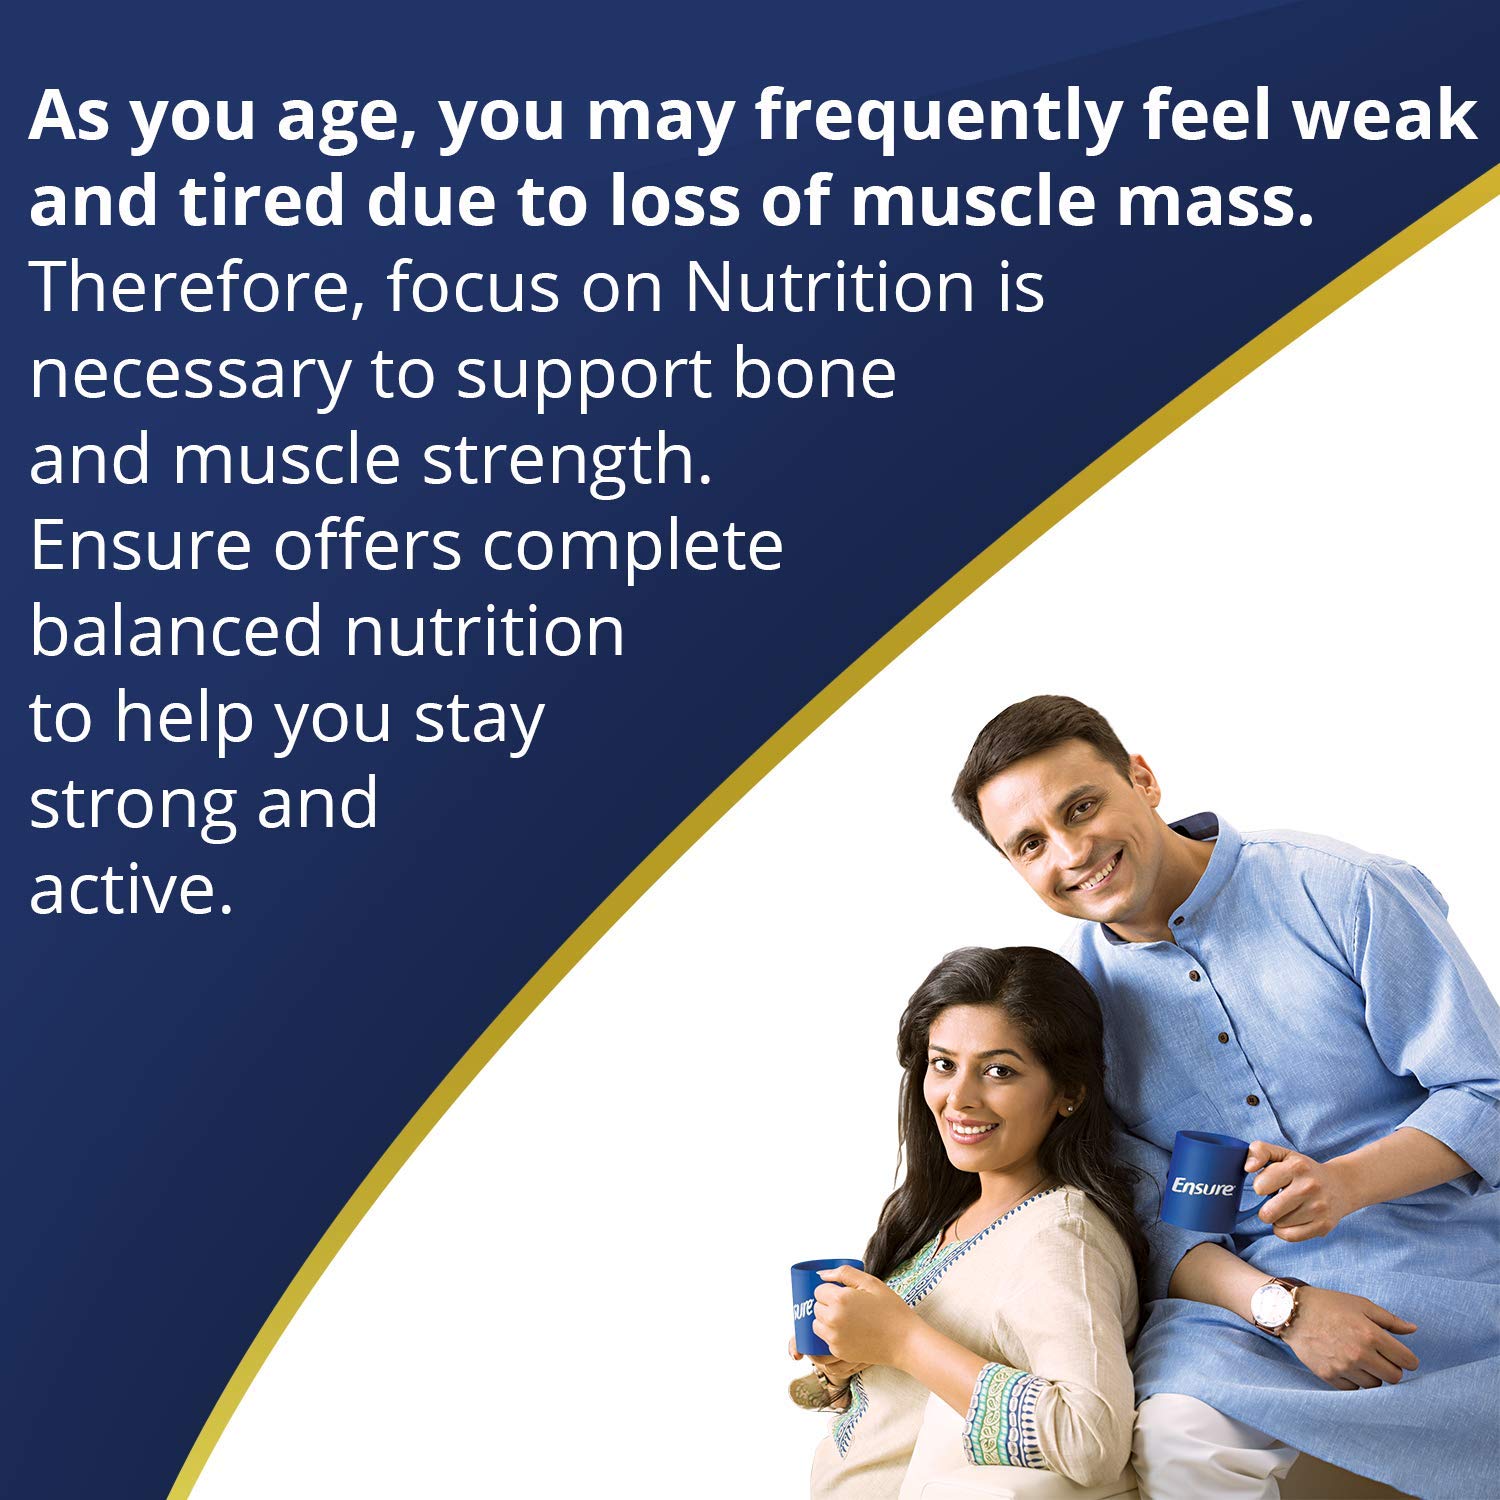 As you age, you may frequently feel weak
and tired due to loss of muscle mass.
Therefore, focus on Nutrition is
necessary to support bone
and muscle strength.
Ensure offers complete
balanced nutrition
to help you stay
strong and
active.
Ensure
sure